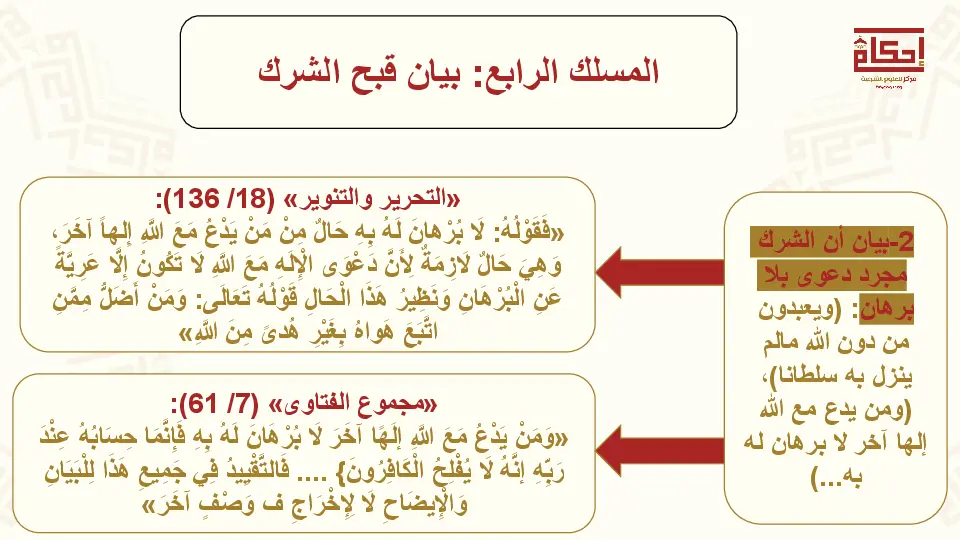 المسلك الرابع: بيان قبح الشرك
إحكام
مركز للعلوم الشرعية
2-بيان أن الشرك
مجرد دعوى بلا
برهان: (ويعبدون
من دون الله مالم
ينزل به سلطانا)،
(ومن يدع مع الله
إلها آخر لا برهان له
به...)
«التحرير والتنوير» (18/ 136):
«فَقَوْلُهُ: لَا بُرْهانَ لَهُ بِهِ حَالٌ مِنْ مَنْ يَدْعُ مَعَ اللَّهِ إِلهاً آخَرَ،
وَهِيَ حَالٌ لَازِمَةٌ لِأَنَّ دَعْوَى الْإِلَهِ مَعَ اللَّهِ لَا تَكُونُ إِلَّا عَرِيَّةً
عَنِ الْبُرْهَانِ وَنَظِيرُ هَذَا الْحَالِ قَوْلُهُ تَعَالَى: وَمَنْ أَضَلُّ مِمَّنِ
اتَّبَعَ هَواهُ بِغَيْرِ هُدىً مِنَ اللَّهِ»
«مجموع الفتاوى» (7/ 61):
«وَمَنْ يَدْعُ مَعَ اللَّهِ إلَهًا آخَرَ لَا بُرْهَانَ لَهُ بِهِ فَإِنَّمَا حِسَابُهُ عِنْدَ
رَبِّهِ إنَّهُ لَا يُفْلِحُ الْكَافِرُونَ} .... فَالتَّقْيِيدُ فِي جَمِيعِ هَذَا لِلْبَيَانِ
وَالْإِيضَاحِ لَا لِإِخْرَاجِ ف وَصْفٍ آخَرَ»